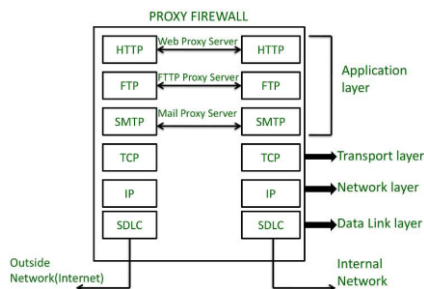 PROXY FIREWALL
HTTP Web Proxy Server HTTP
FTP FTTP Proxy Server FTP
SMTP Mail Proxy Server SMTP
Application
layer
TCP TCP Transport layer
IP IP Network layer
SDLC SDLC Data Link layer
Outside
Network(Internet)
Internal
Network